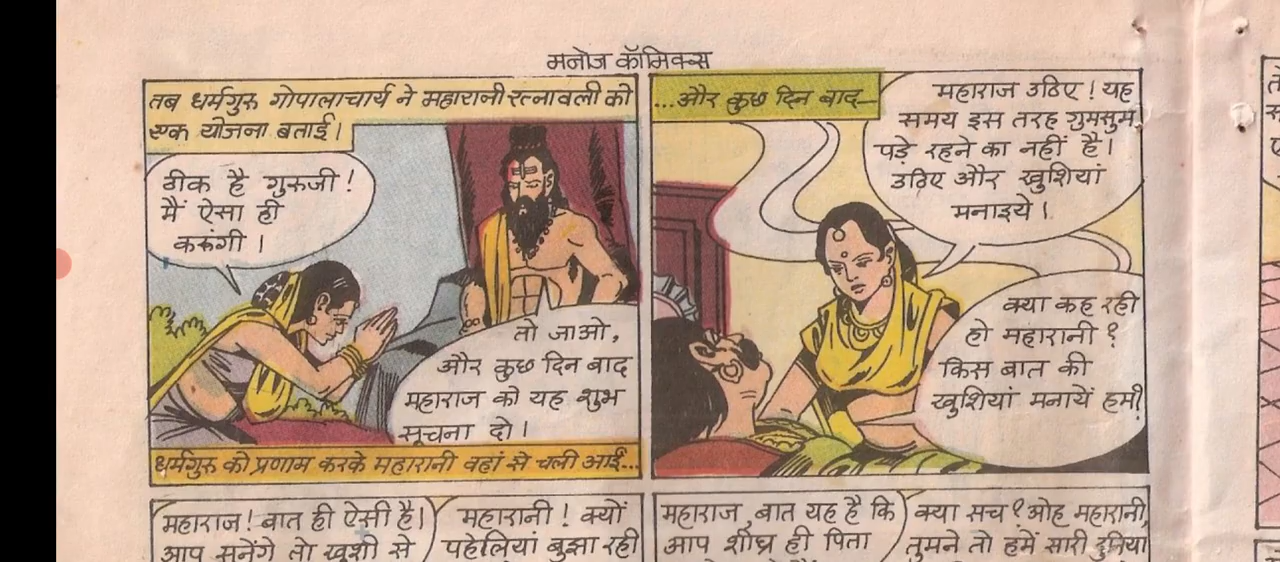 मनोज कॉमिक्स
तब धर्मगुरु गोपालाचार्य ने महारानी रत्नावली को
एक योजना बताई।
ठीक है गुरुजी!
मैं ऐसा ही
करूंगी।
तो जाओ,
और कुछ दिन बाद
महाराज को यह शुभ
सूचना दो।
धर्मगुरु को प्रणाम करके महारानी वहां से चली आई...
...और कुछ दिन बाद—
महाराज उठिए! यह
समय इस तरह गुमसुम
पड़े रहने का नहीं है।
उठिए और खुशियां
मनाइये।
क्या कह रही
हो महारानी?
किस बात की
खुशियां मनायें हम?
महाराज! बात ही ऐसी है।
आप सुनेंगे तो खुशी से
महारानी! क्यों
पहेलियां बुझा रही
महाराज, बात यह है कि
आप शीघ्र ही पिता
क्या सच? ओह महारानी,
तुमने तो हमें सारी दुनिया